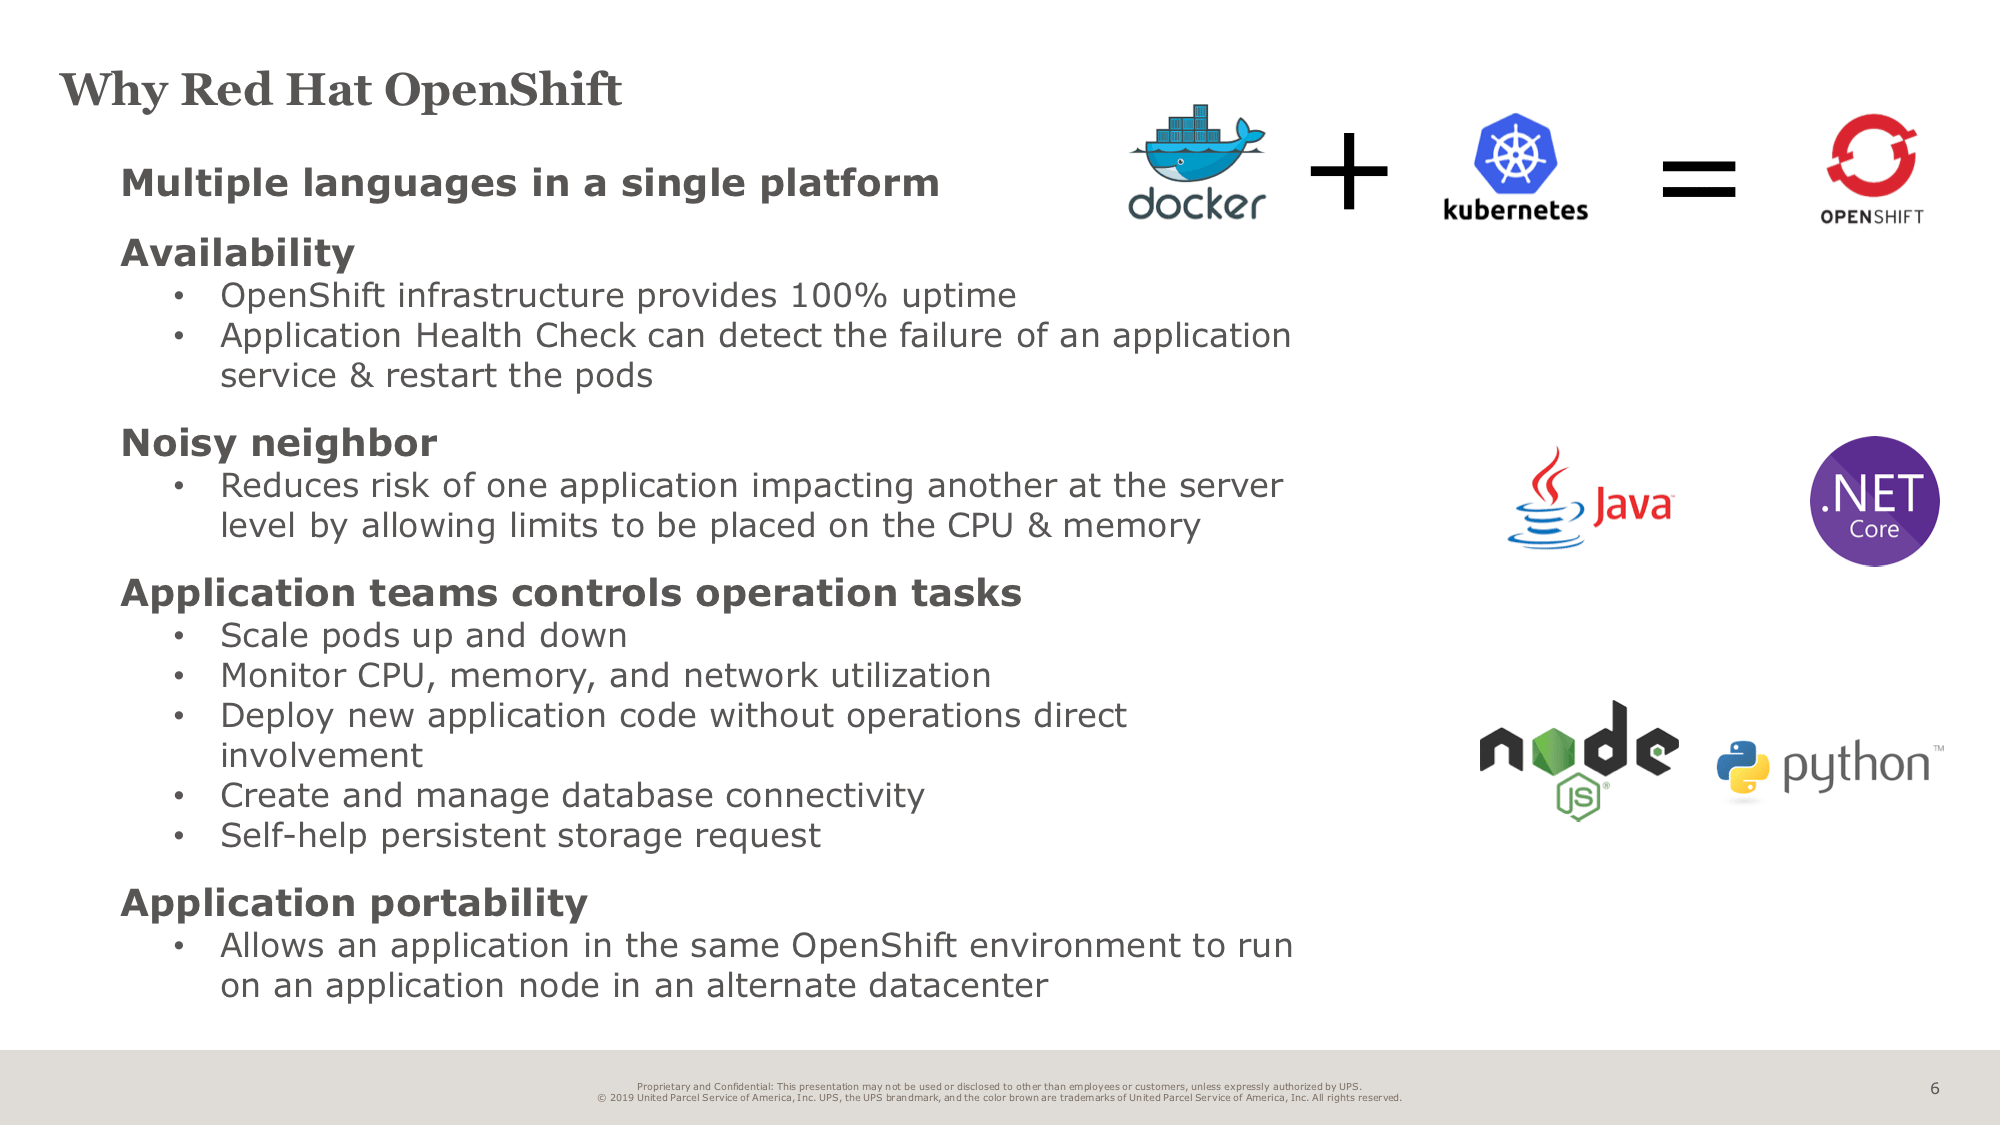 Why Red Hat OpenShift
docker + kubernetes = OPENSHIFT
Multiple languages in a single platform
Availability
• OpenShift infrastructure provides 100% uptime
• Application Health Check can detect the failure of an application
service & restart the pods
Noisy neighbor
• Reduces risk of one application impacting another at the server
level by allowing limits to be placed on the CPU & memory
Java™
.NET
Core
Application teams controls operation tasks
• Scale pods up and down
• Monitor CPU, memory, and network utilization
• Deploy new application code without operations direct
involvement
• Create and manage database connectivity
• Self-help persistent storage request
node
JS®
python™
Application portability
• Allows an application in the same OpenShift environment to run
on an application node in an alternate datacenter
Proprietary and Confidential: This presentation may not be used or disclosed to other than employees or customers, unless expressly authorized by UPS.
© 2019 United Parcel Service of America, Inc. UPS, the UPS brandmark, and the color brown are trademarks of United Parcel Service of America, Inc. All rights reserved.
6